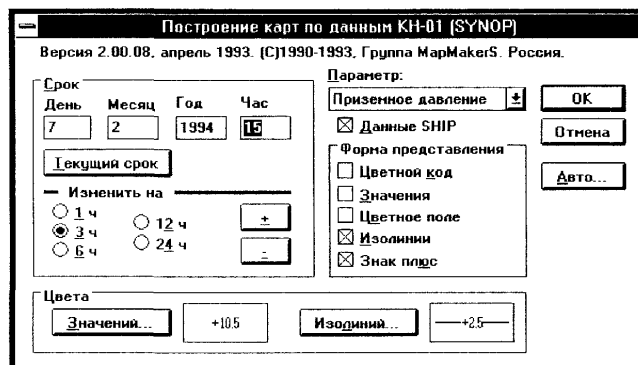 Построение карт по данным КН-01 (SYNOP)
Версия 2.00.08, апрель 1993. (C)1990-1993, Группа MapMakerS. Россия.
Срок
День Месяц Год Час
7 2 1994 15
Текущий срок
Изменить на
1 ч
3 ч
6 ч
12 ч
24 ч
+
-
Параметр:
Приземное давление
Данные SHIP
Форма представления
Цветной код
Значения
Цветное поле
Изолинии
Знак плюс
ОК
Отмена
Авто...
Цвета
Значений... +10.5 Изолиний... +2.5